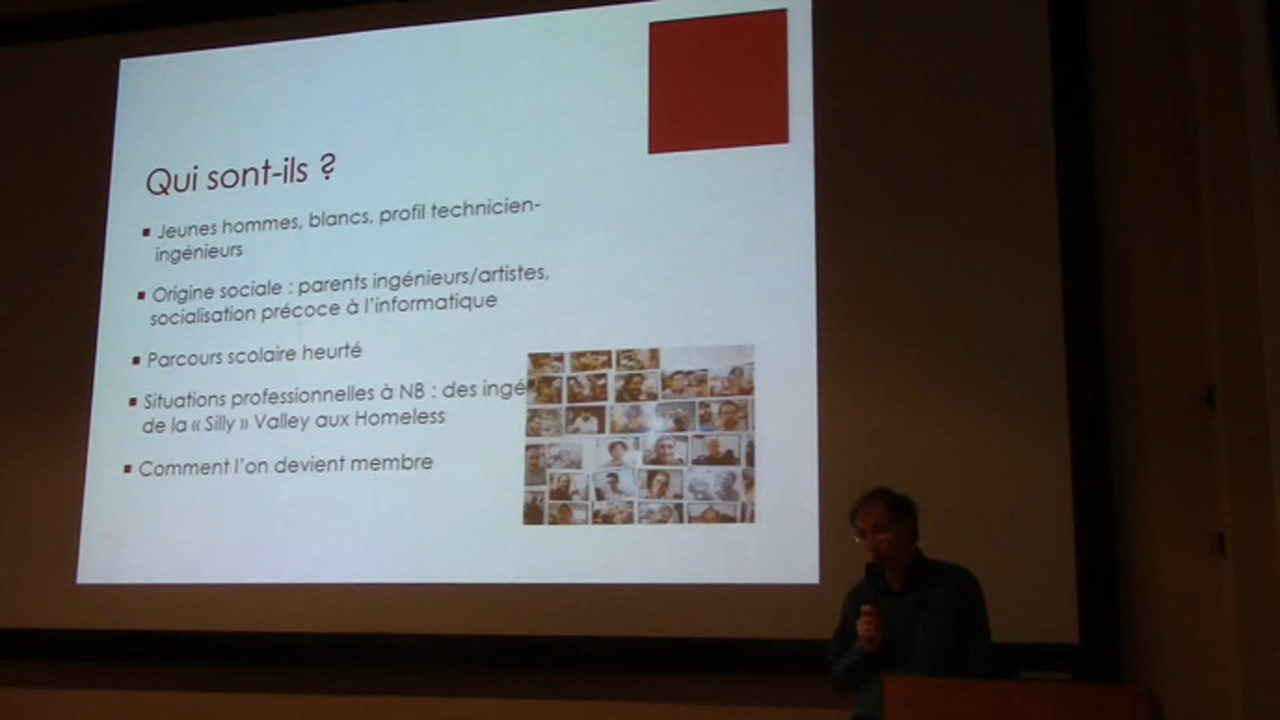 Qui sont-ils ?
Jeunes hommes, blancs, profil technicien-
ingénieurs
Origine sociale : parents ingénieurs/artistes,
socialisation précoce à l'informatique
Parcours scolaire heurté
Situations professionnelles à NB : des ingé
de la « Silly » Valley aux Homeless
Comment l'on devient membre